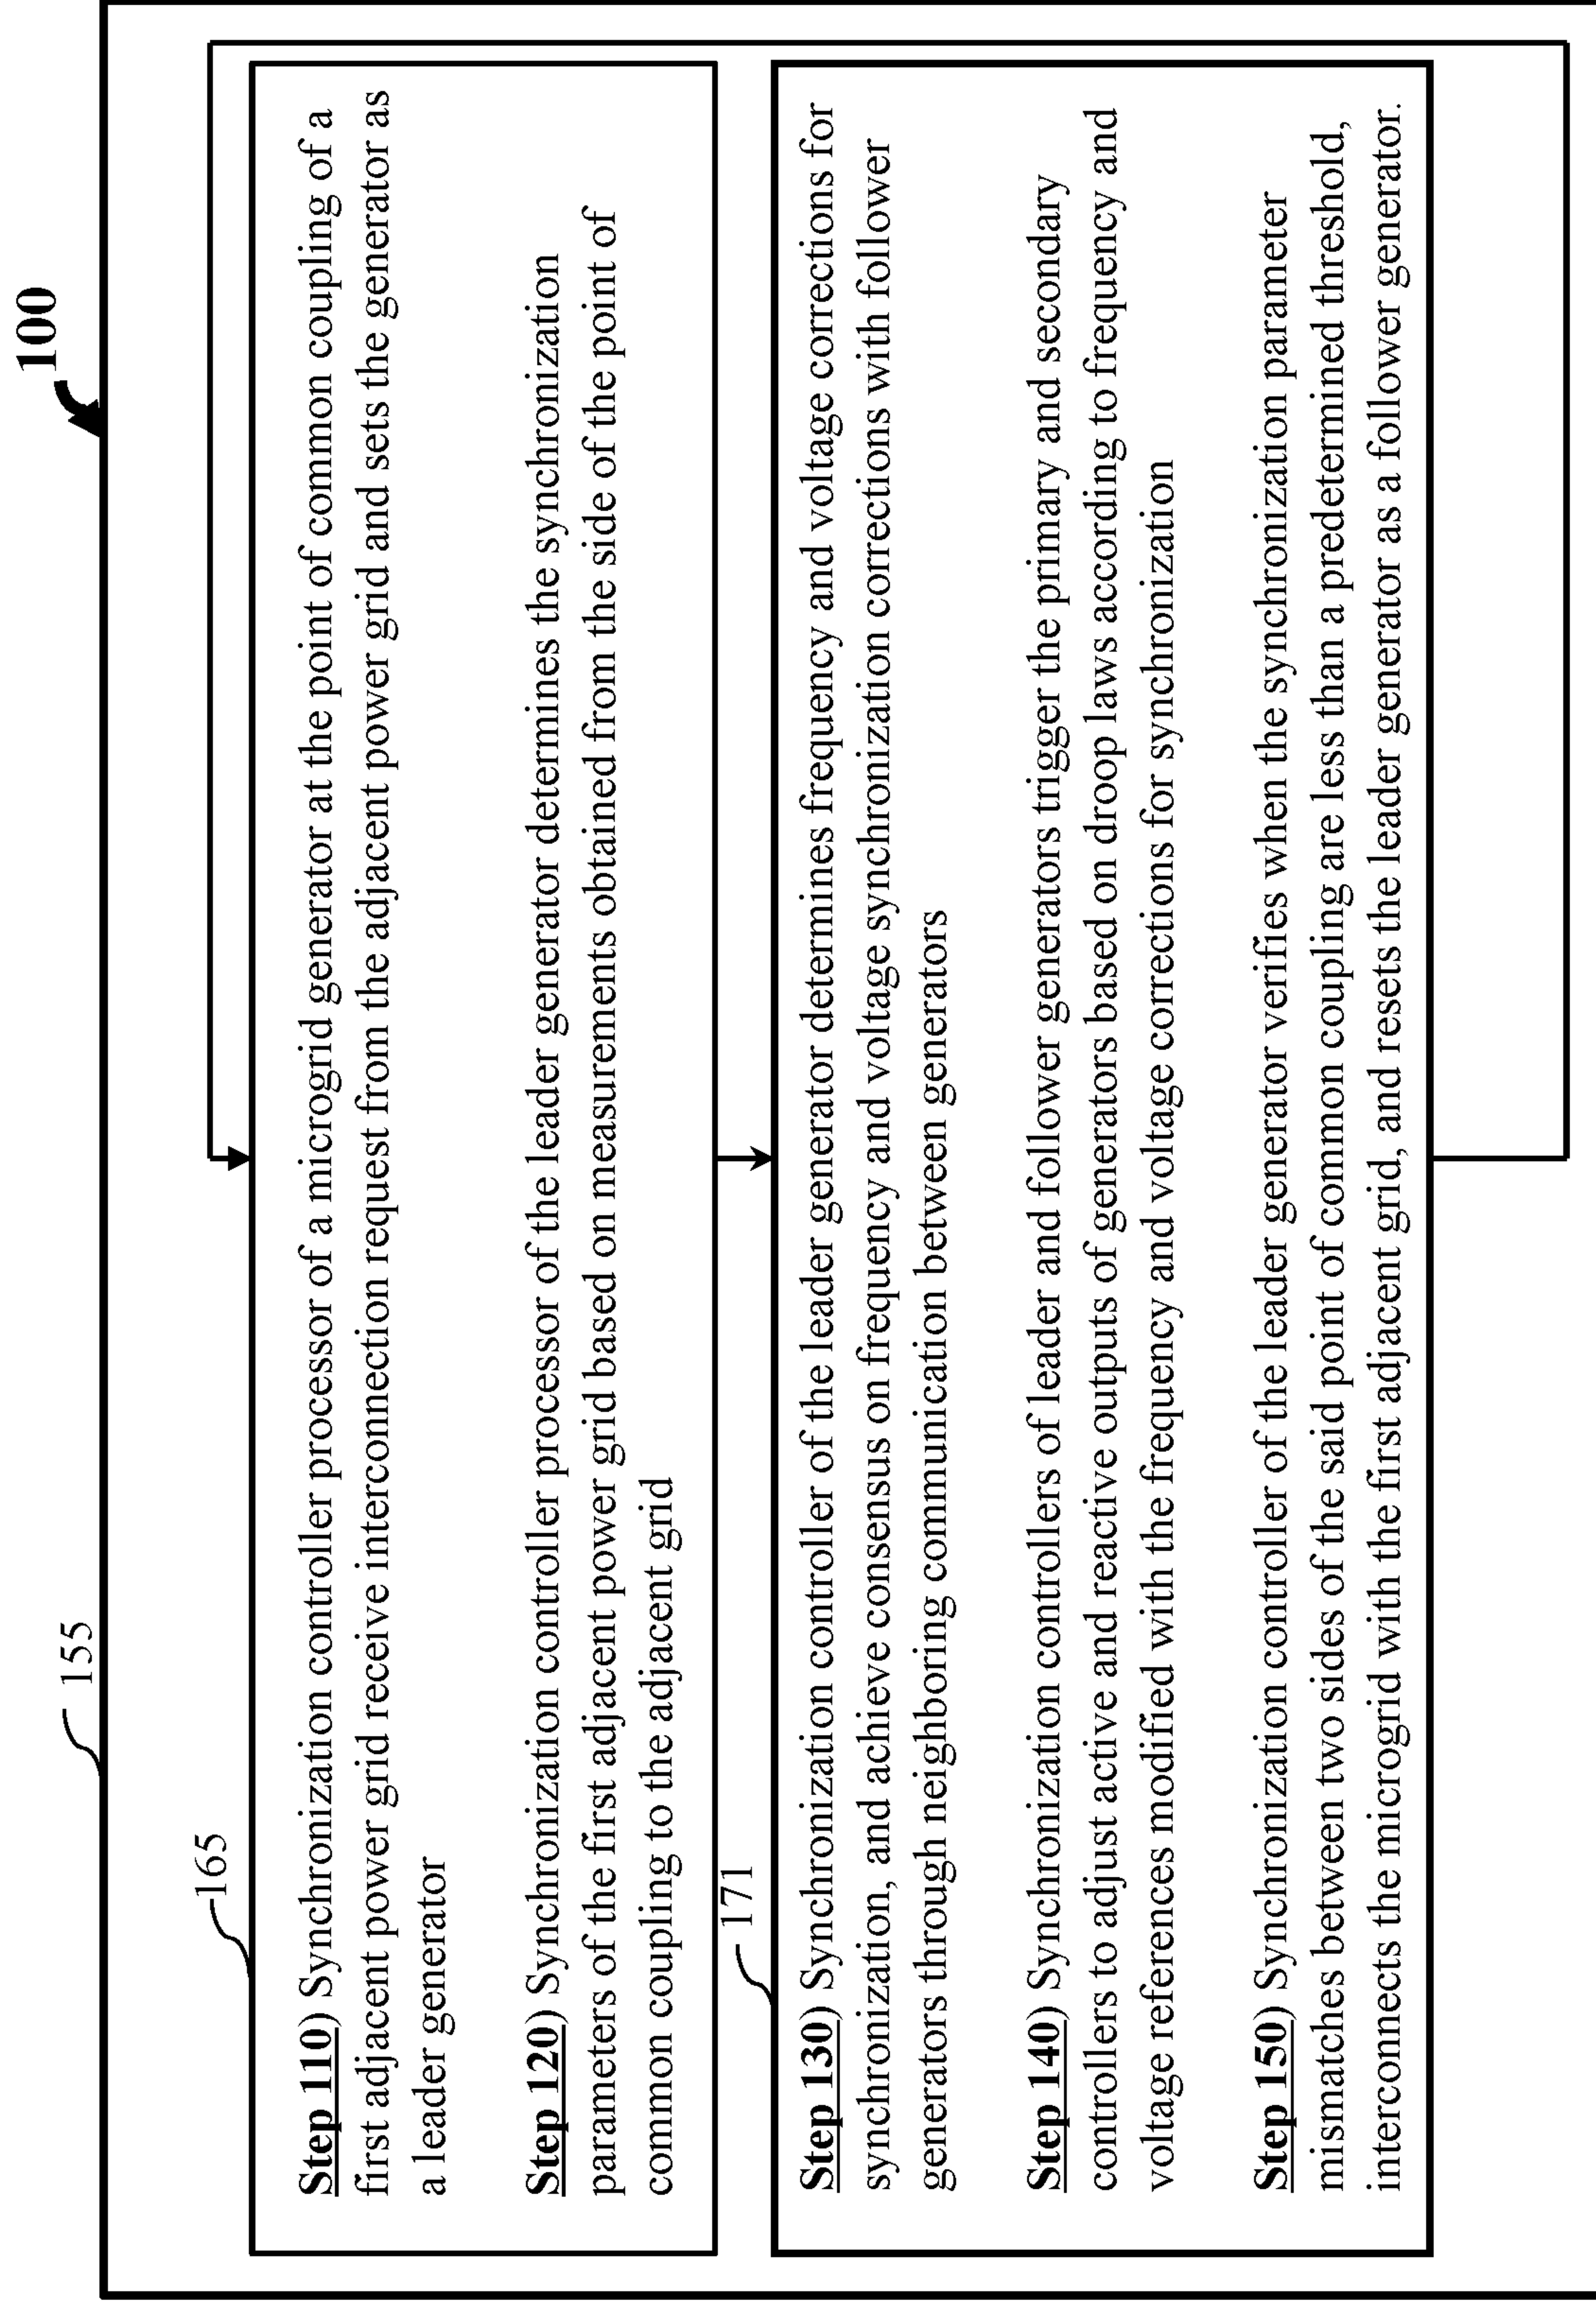 100
155
165
Step 110) Synchronization controller processor of a microgrid generator at the point of common coupling of a
first adjacent power grid receive interconnection request from the adjacent power grid and sets the generator as
a leader generator
Step 120) Synchronization controller processor of the leader generator determines the synchronization
parameters of the first adjacent power grid based on measurements obtained from the side of the point of
common coupling to the adjacent grid
171
Step 130) Synchronization controller of the leader generator determines frequency and voltage corrections for
synchronization, and achieve consensus on frequency and voltage synchronization corrections with follower
generators through neighboring communication between generators
Step 140) Synchronization controllers of leader and follower generators trigger the primary and secondary
controllers to adjust active and reactive outputs of generators based on droop laws according to frequency and
voltage references modified with the frequency and voltage corrections for synchronization
Step 150) Synchronization controller of the leader generator verifies when the synchronization parameter
mismatches between two sides of the said point of common coupling are less than a predetermined threshold,
interconnects the microgrid with the first adjacent grid, and resets the leader generator as a follower generator.